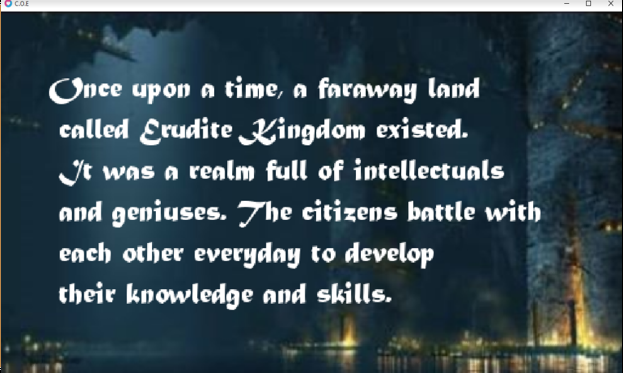 C.O.E
Once upon a time, a faraway land
called Erudite Kingdom existed.
It was a realm full of intellectuals
and geniuses. The citizens battle with
each other everyday to develop
their knowledge and skills.